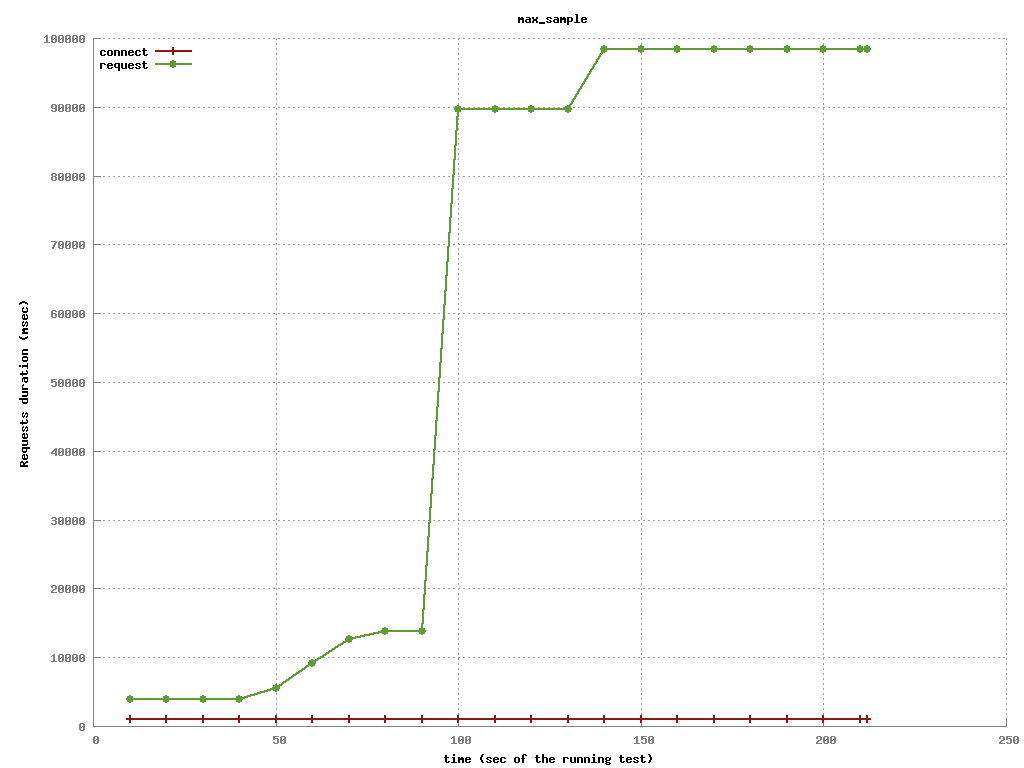 max_sample
connect
request
100000
90000
80000
70000
60000
50000
40000
30000
20000
10000
0
Requests duration (msec)
0 50 100 150 200 250
time (sec of the running test)